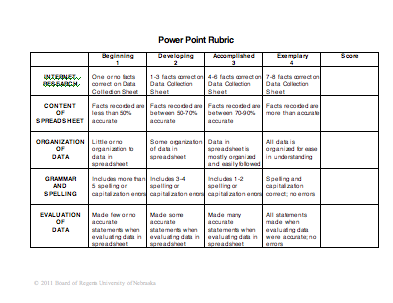 Power Point Rubric
Beginning 1 Developing 2 Accomplished 3 Exemplary 4 Score
INTERNET RESEARCH
One or no facts correct on Data Collection Sheet
1-3 facts correct on Data Collection Sheet
4-6 facts correct on Data Collection Sheet
7-8 facts correct on Data Collection Sheet
CONTENT OF SPREADSHEET
Facts recorded are less than 50% accurate
Facts recorded are between 50-70% accurate
Facts recorded are between 70-90% accurate
Facts recorded are more than accurate
ORGANIZATION OF DATA
Little or no organization to data in spreadsheet
Some organization of data in spreadsheet
Data in spreadsheet is mostly organized and easily followed
All data is organized for ease in understanding
GRAMMAR AND SPELLING
Includes more than 5 spelling or capitalization errors
Includes 3-4 spelling or capitalization errors
Includes 1-2 spelling or capitalization errors
Spelling and capitalization correct; no errors
EVALUATION OF DATA
Made few or no accurate statements when evaluating data in spreadsheet
Made some accurate statements when evaluating data in spreadsheet
Made many accurate statements when evaluating data in spreadsheet
All statements made when evaluating data were accurate; no errors
© 2011 Board of Regents University of Nebraska